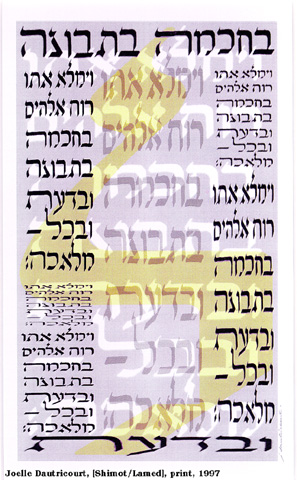 בחכמה בתבונה
וימלא אתו
רוח אלהים
בחכמה
בתבונה
ובדעת
ובכל-
מלאכה:
וימלא אתו
רוח אלהים
בחכמה
בתבונה
ובדעת
ובכל-
מלאכה:
וימלא אתו
רוח אלהים
בחכמה
בתבונה
ובדעת
ובכל-
מלאכה:
וימלא אתו
רוח אלהים
בחכמה
בתבונה
ובדעת
ובכל-
מלאכה:
וימלא אתו
רוח אלהים
בחכמה
בתבונה
ובדעת
ובכל-
מלאכה:
וימלא אתו
רוח אלהים
בחכמה
בתבונה
ובדעת
ובכל-
מלאכה:
ובדעת
Joelle Dautricourt, [Shimot/Lamed], print, 1997